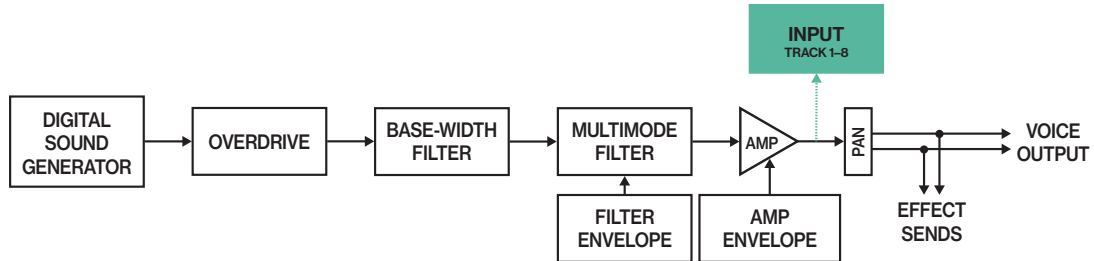 INPUT
TRACK 1–8
DIGITAL
SOUND
GENERATOR
OVERDRIVE
BASE-WIDTH
FILTER
MULTIMODE
FILTER
AMP
PAN
VOICE
OUTPUT
FILTER
ENVELOPE
AMP
ENVELOPE
EFFECT
SENDS